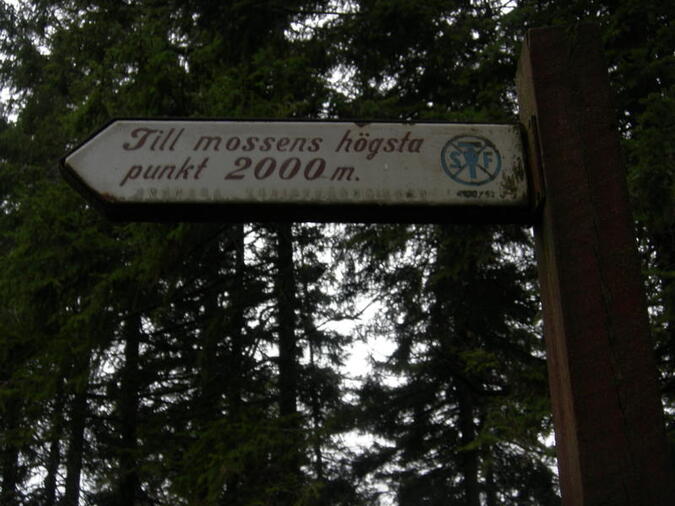 Till mossens högsta
punkt 2000 m.
STF